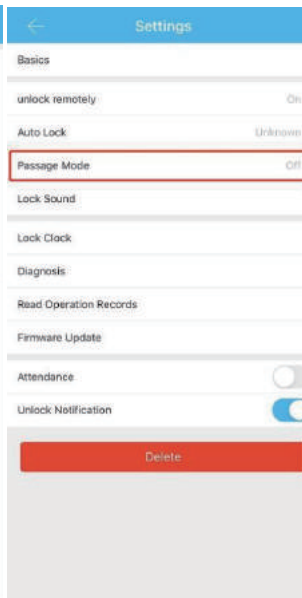 Settings
Basics
unlock remotely On
Auto Lock Unknown
Passage Mode Off
Lock Sound
Lock Clock
Diagnosis
Read Operation Records
Firmware Update
Attendance
Unlock Notification
Delete